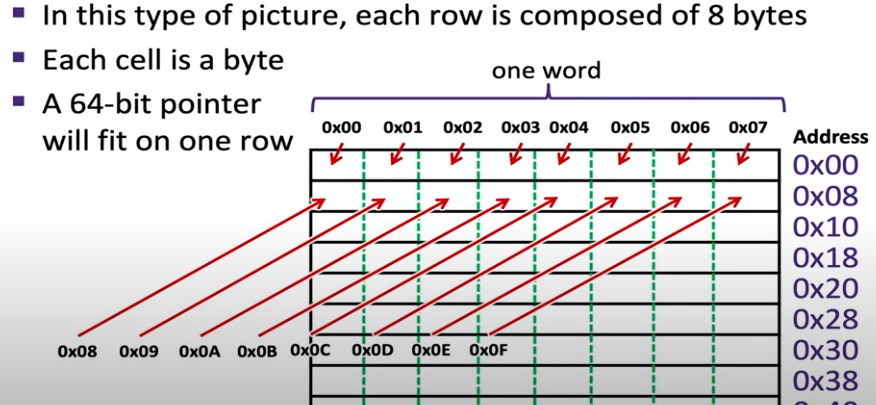 In this type of picture, each row is composed of 8 bytes
Each cell is a byte
A 64-bit pointer
will fit on one row
one word
0x00 0x01 0x02 0x03 0x04 0x05 0x06 0x07
Address
0x00
0x08
0x10
0x18
0x20
0x28
0x30
0x38
0x08 0x09 0x0A 0x0B 0x0C 0x0D 0x0E 0x0F